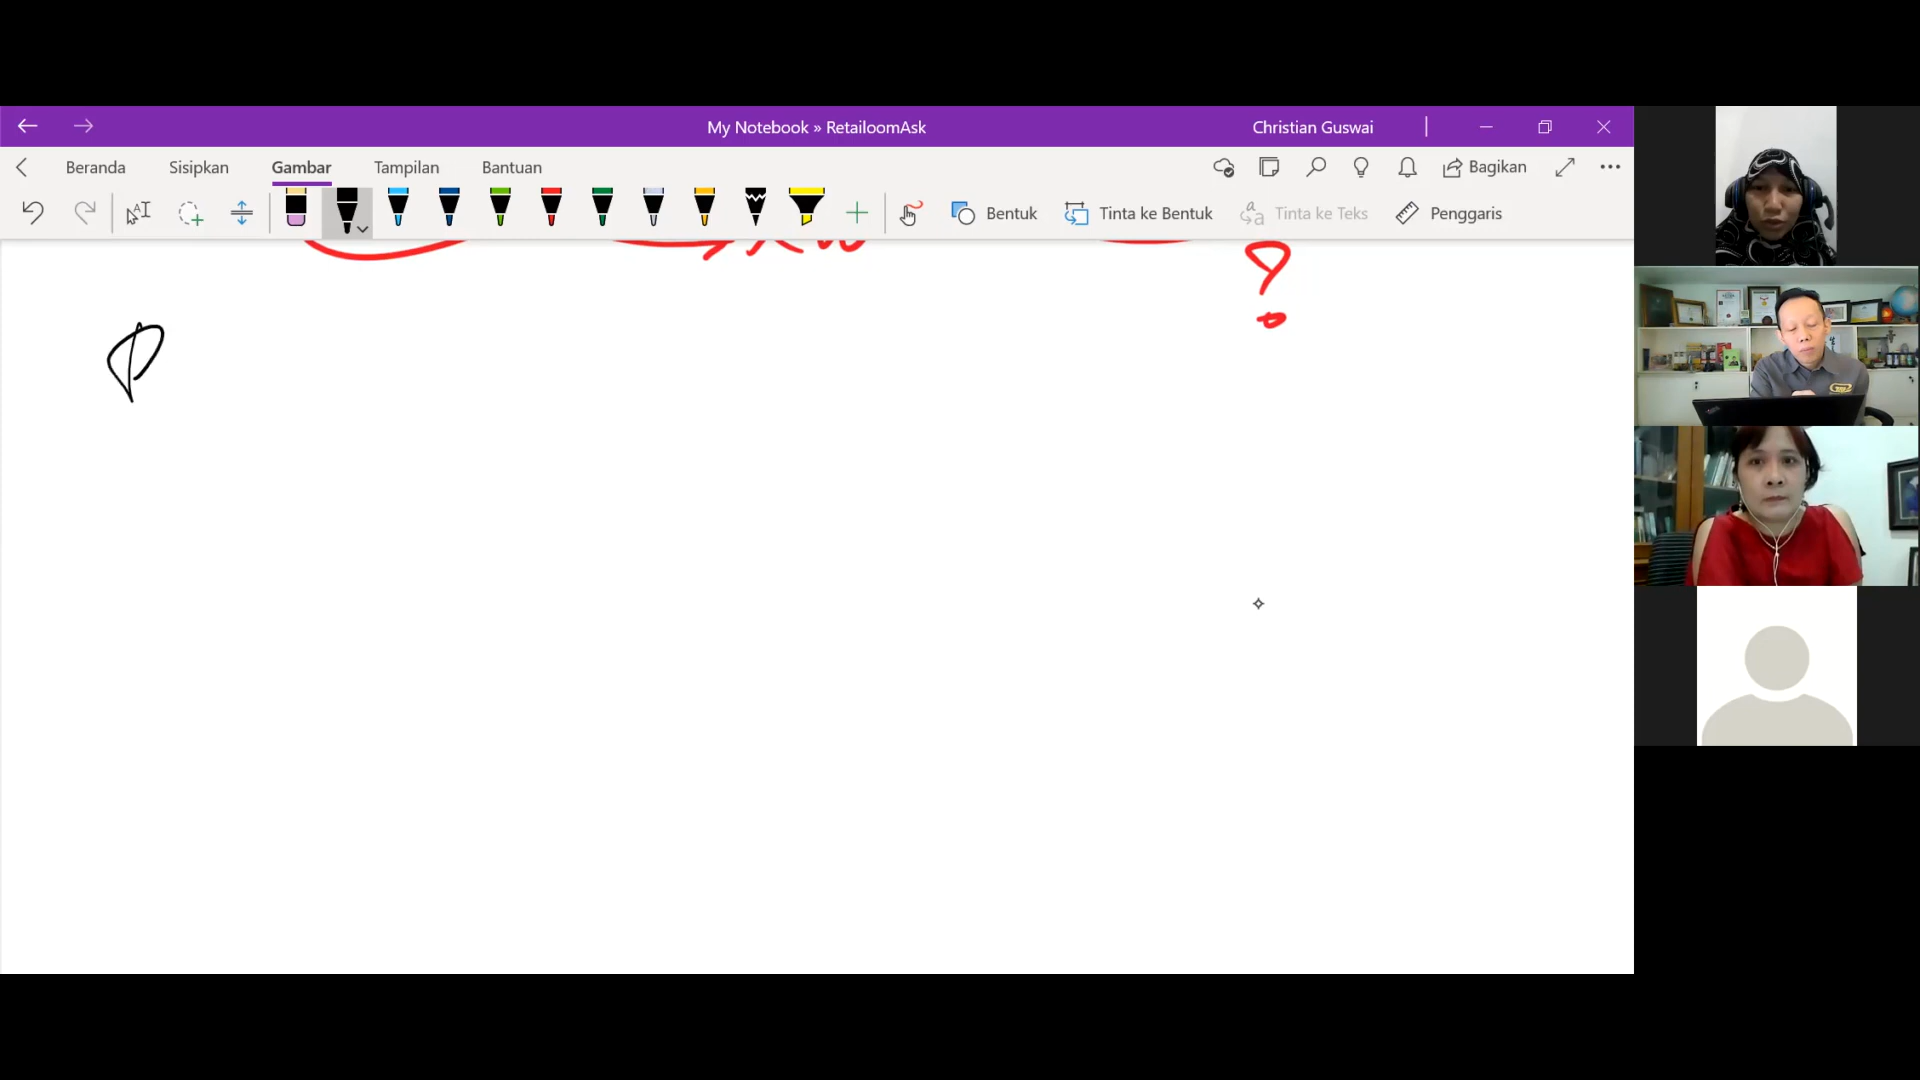 My Notebook » RetailoomAsk
Christian Guswai
Beranda Sisipkan Gambar Tampilan Bantuan
Bagikan
Bentuk Tinta ke Bentuk Tinta ke Teks Penggaris
?
P